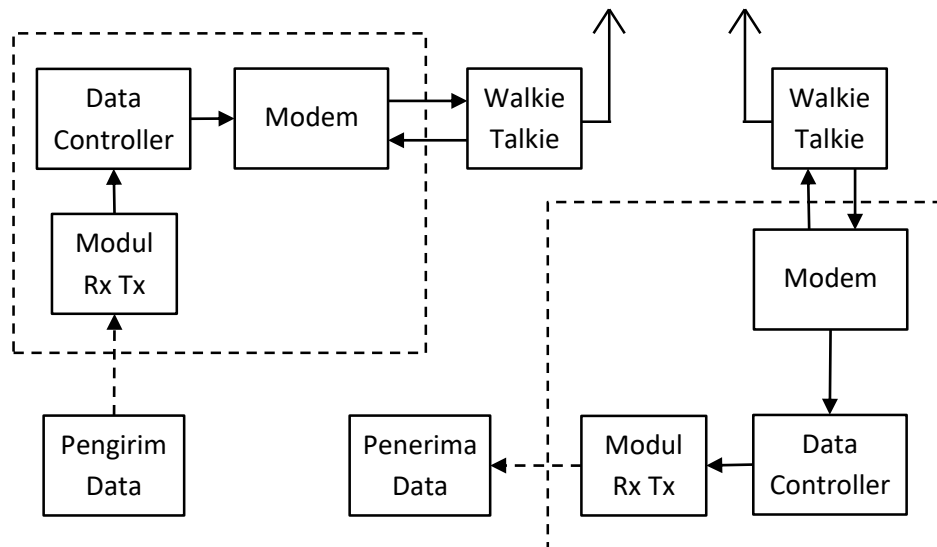 Data
Controller
Modem
Walkie
Talkie
Walkie
Talkie
Modul
Rx Tx
Modem
Pengirim
Data
Penerima
Data
Modul
Rx Tx
Data
Controller